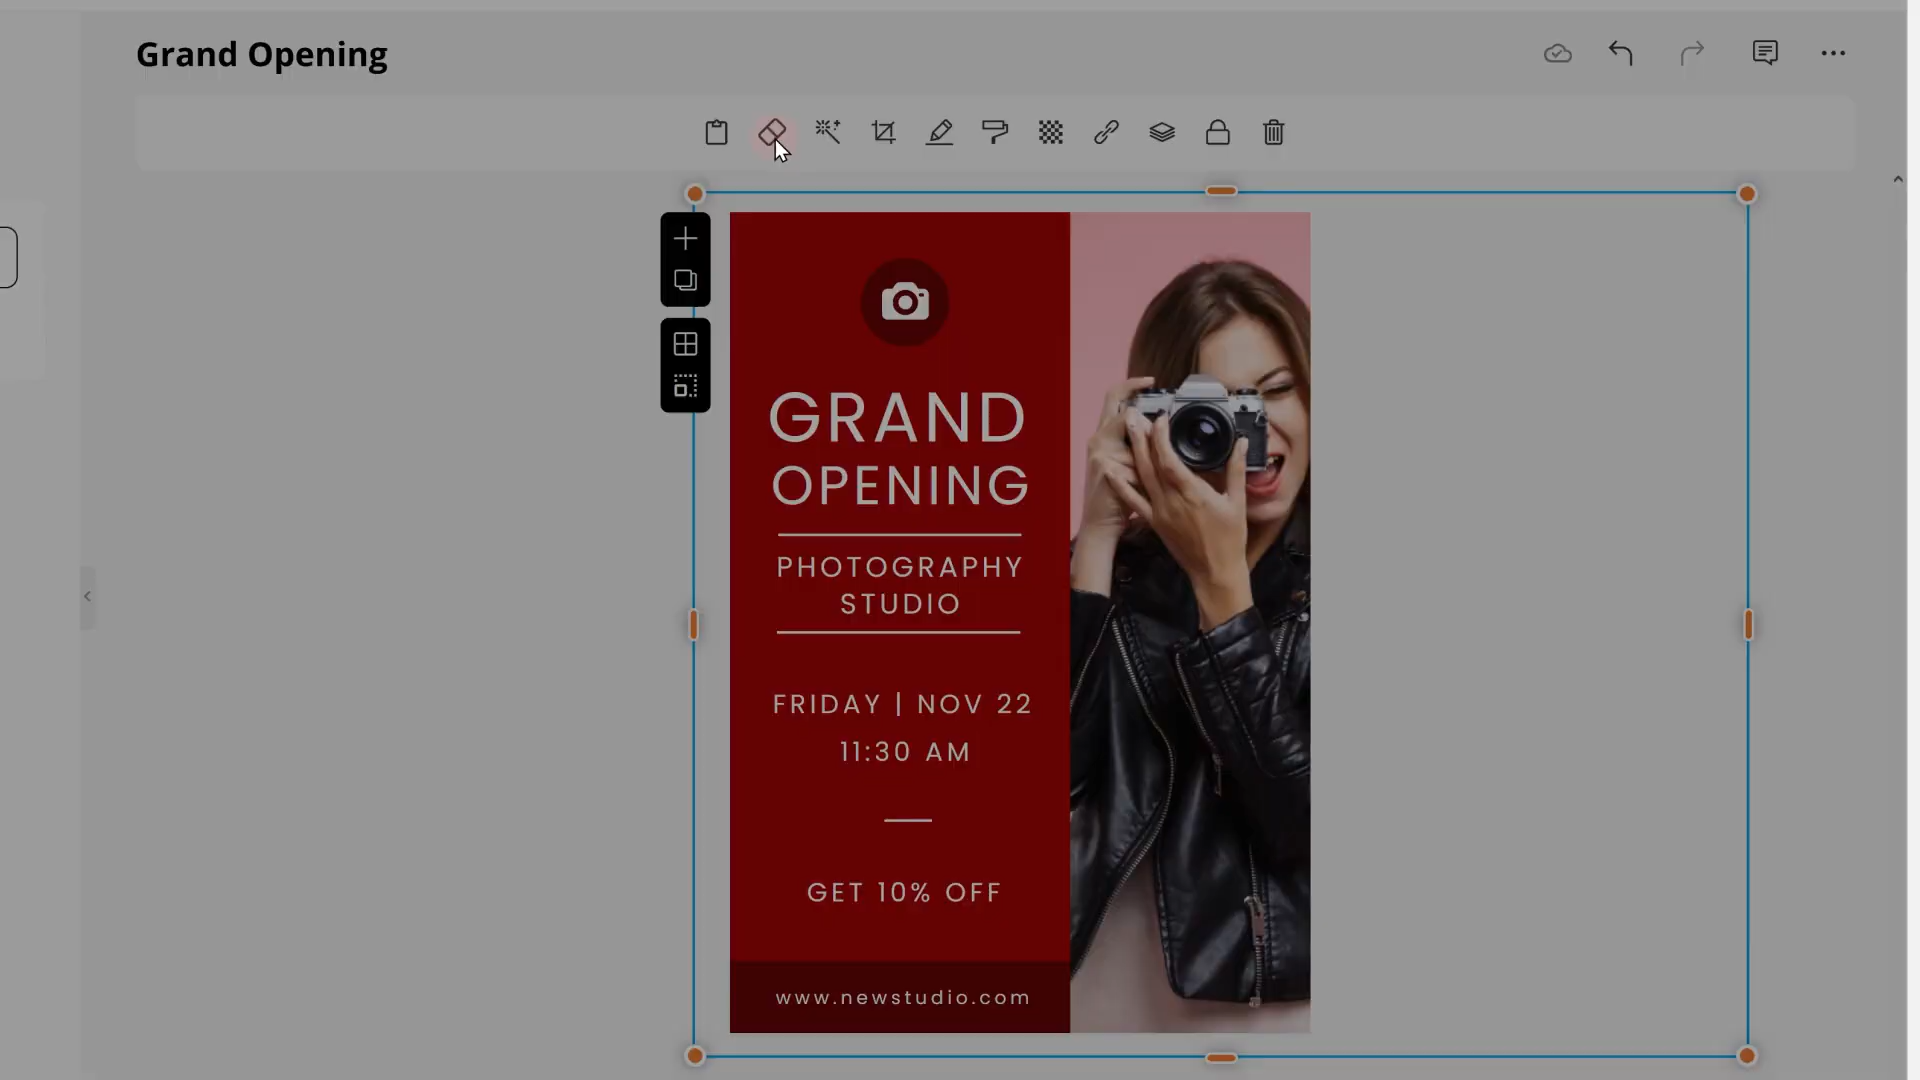 Grand Opening
GRAND
OPENING
PHOTOGRAPHY
STUDIO
FRIDAY | NOV 22
11:30 AM
GET 10% OFF
www.newstudio.com